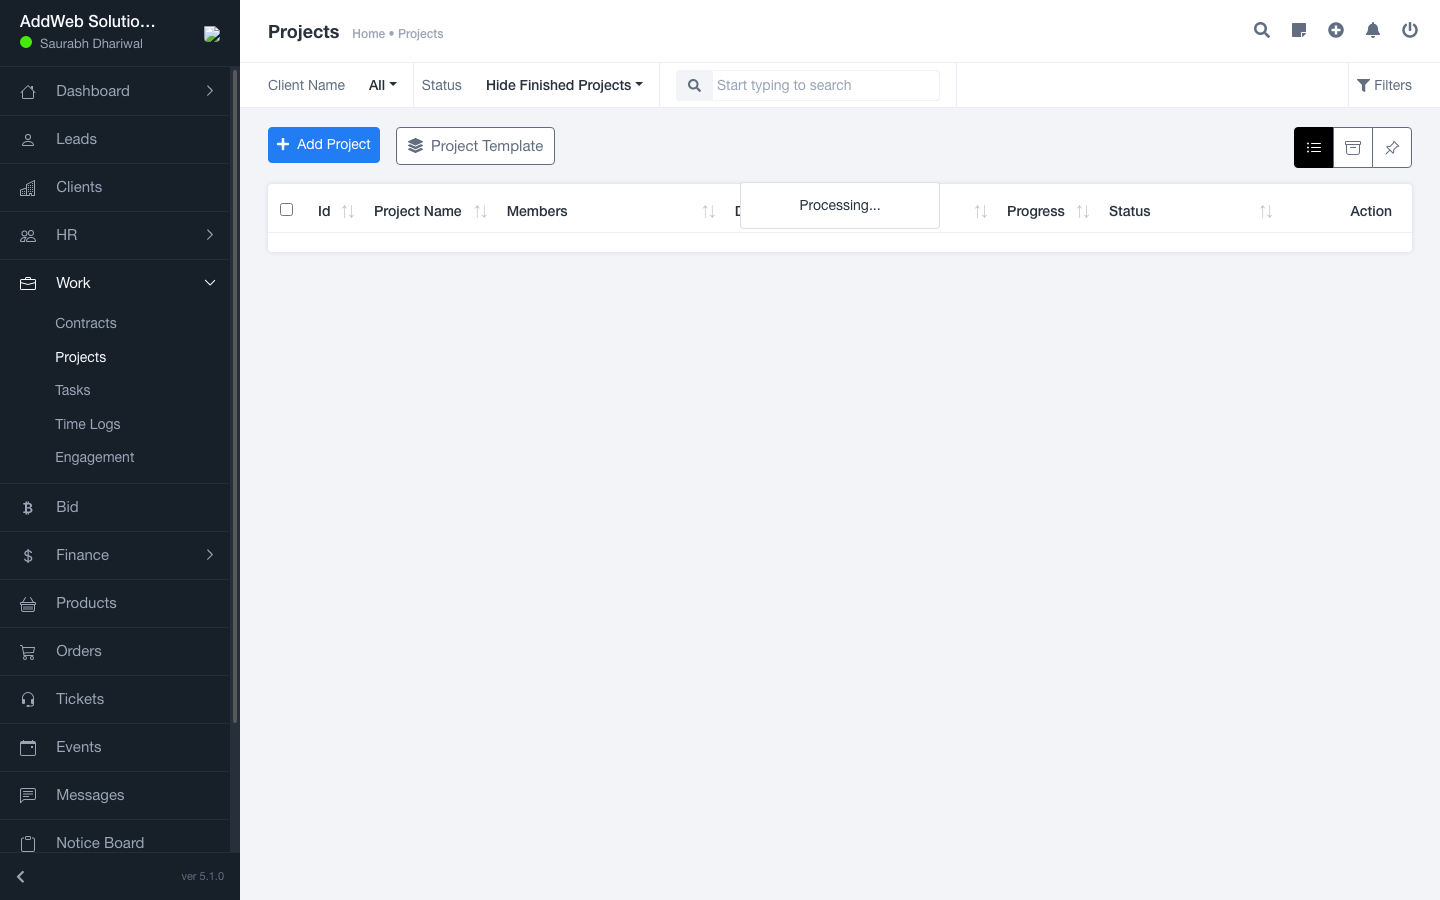 AddWeb Solutio...
Saurabh Dhariwal
Dashboard
Leads
Clients
HR
Work
Contracts
Projects
Tasks
Time Logs
Engagement
Bid
Finance
Products
Orders
Tickets
Events
Messages
Notice Board
ver 5.1.0
Projects Home • Projects
Client Name All Status Hide Finished Projects Start typing to search Filters
Add Project Project Template
Id Project Name Members Processing... Progress Status Action